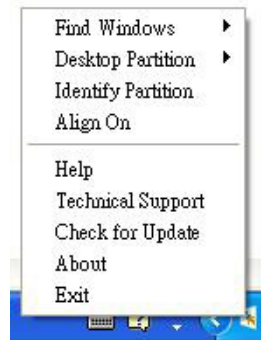 Find Windows
Desktop Partition
Identify Partition
Align On
Help
Technical Support
Check for Update
About
Exit